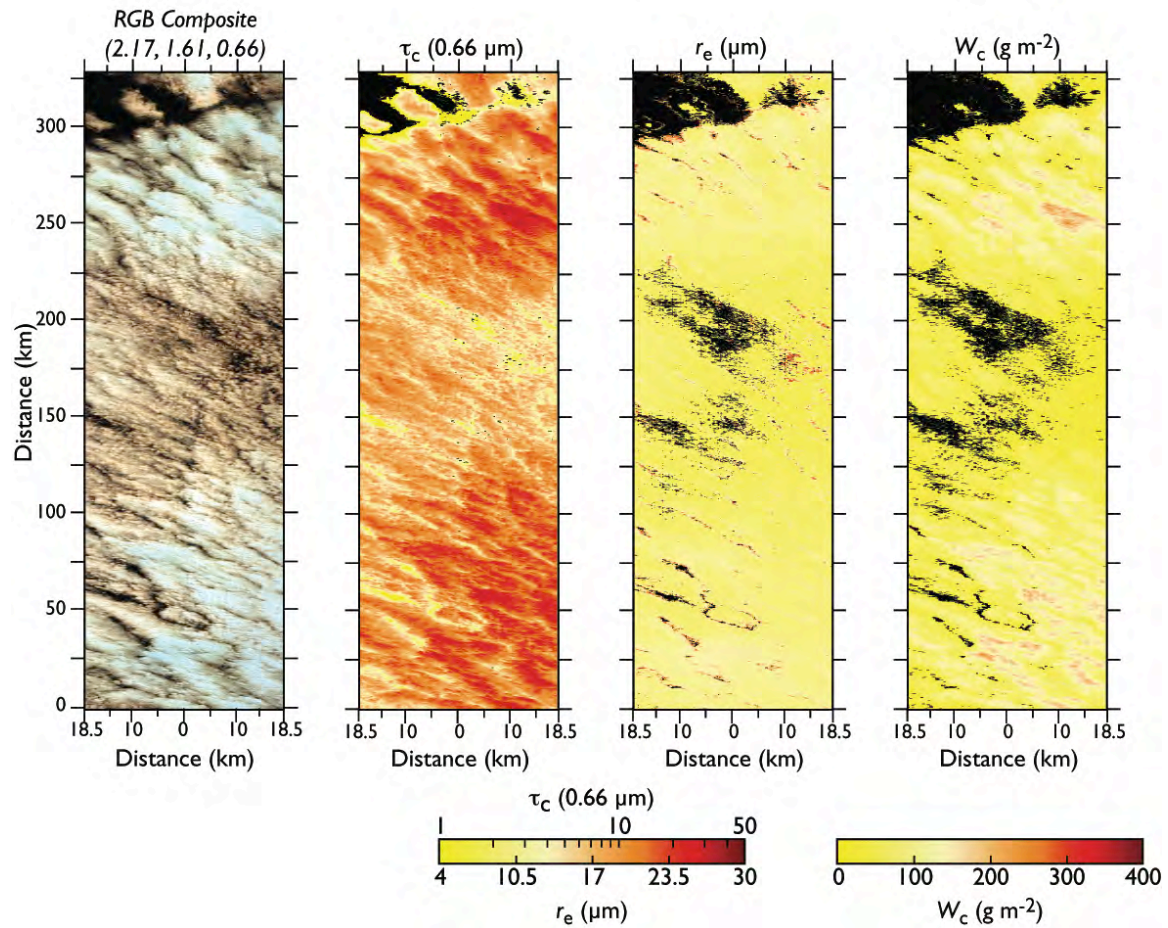 RGB Composite
(2.17, 1.61, 0.66)
τc (0.66 µm)
re (µm)
Wc (g m-2)
300
250
200
150
100
50
0
Distance (km)
18.5 10 0 10 18.5
18.5 10 0 10 18.5
18.5 10 0 10 18.5
18.5 10 0 10 18.5
Distance (km)
Distance (km)
Distance (km)
Distance (km)
τc (0.66 µm)
1 10 50
4 10.5 17 23.5 30
re (µm)
0 100 200 300 400
Wc (g m-2)